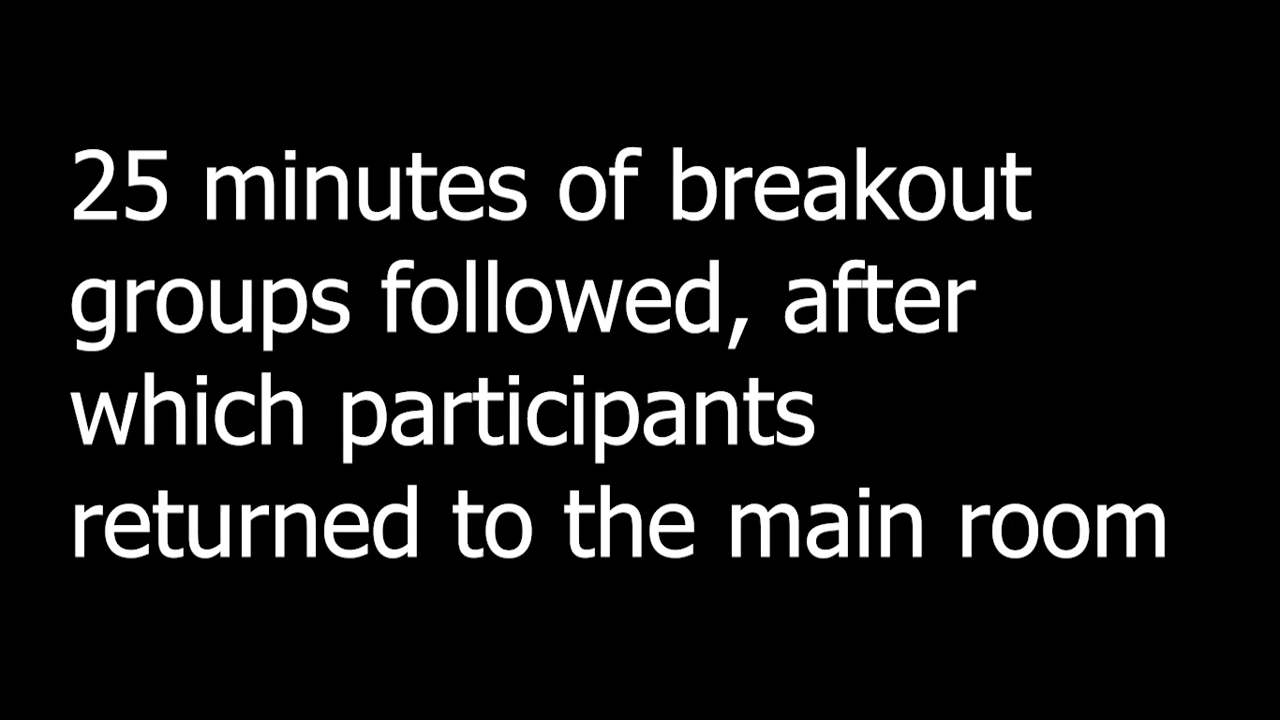 25 minutes of breakout
groups followed, after
which participants
returned to the main room